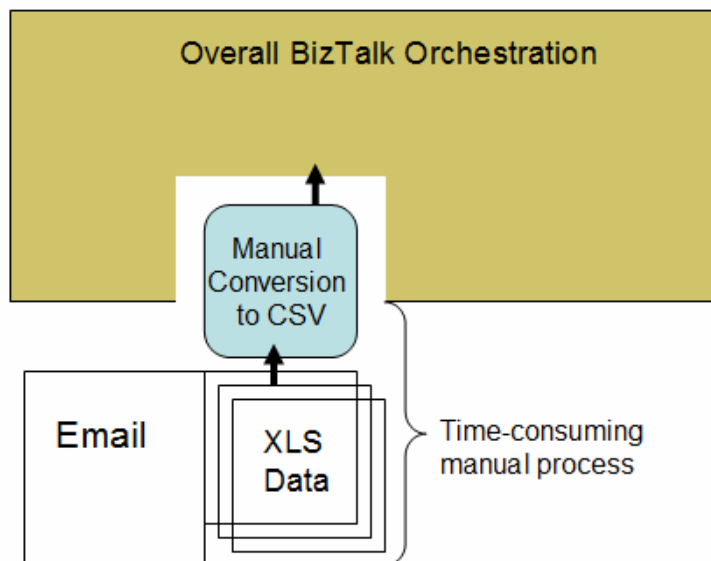 Overall BizTalk Orchestration
Manual
Conversion
to CSV
Email
XLS
Data
Time-consuming
manual process